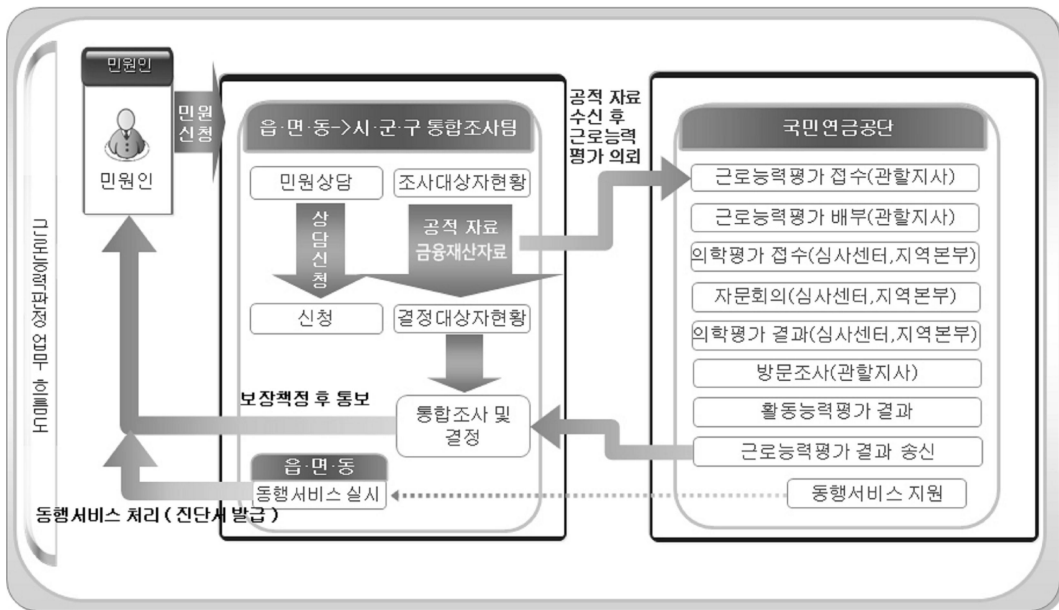 민원인
민원인
민원
신청
근로능력판정 업무 흐름도
읍·면·동->시·군·구 통합조사팀
민원상담
조사대상자현황
상담신청
공적 자료
금융재산자료
신청
결정대상자현황
보장책정 후 통보
통합조사 및
결정
읍·면·동
동행서비스 실시
동행서비스 처리 ( 진단서 발급 )
공적 자료
수신 후
근로능력
평가 의뢰
국민연금공단
근로능력평가 접수(관할지사)
근로능력평가 배부(관할지사)
의학평가 접수(심사센터,지역본부)
자문회의(심사센터,지역본부)
의학평가 결과(심사센터,지역본부)
방문조사(관할지사)
활동능력평가 결과
근로능력평가 결과 송신
동행서비스 지원